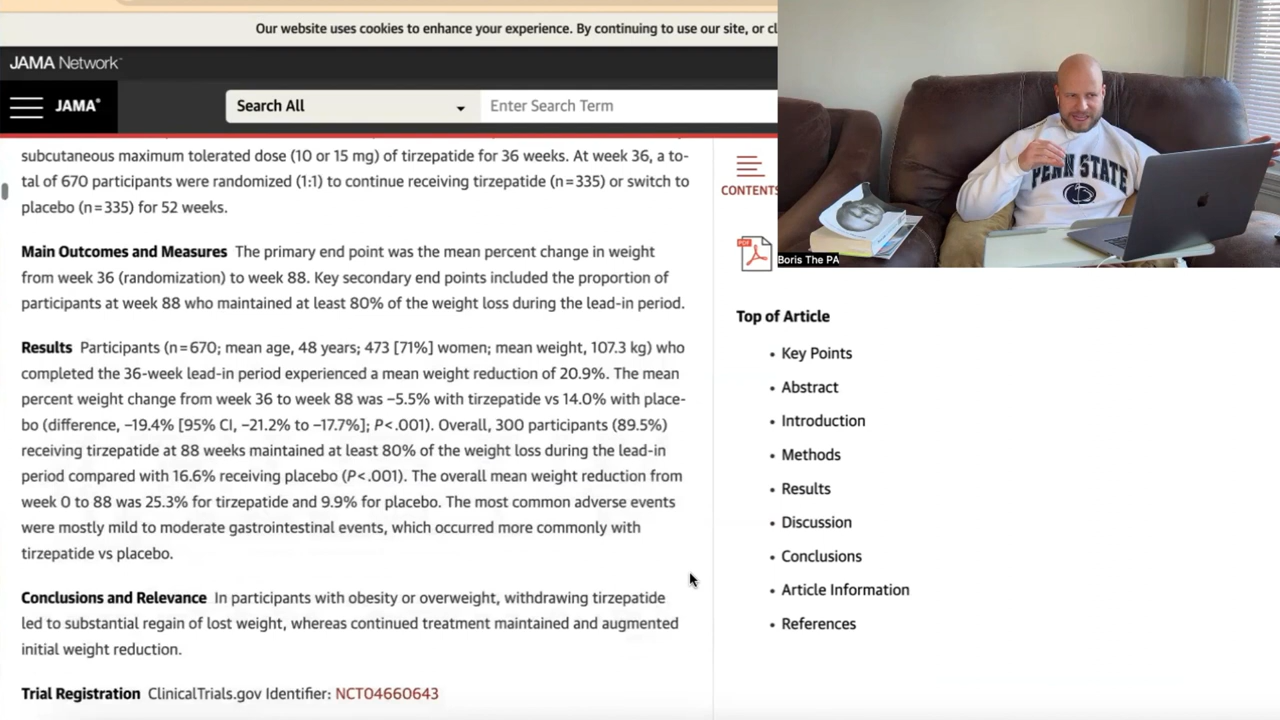 Our website uses cookies to enhance your experience. By continuing to use our site, or cl
JAMA Network™
JAMA®
Search All
Enter Search Term
subcutaneous maximum tolerated dose (10 or 15 mg) of tirzepatide for 36 weeks. At week 36, a to-
tal of 670 participants were randomized (1:1) to continue receiving tirzepatide (n = 335) or switch to
placebo (n = 335) for 52 weeks.
Main Outcomes and Measures The primary end point was the mean percent change in weight
from week 36 (randomization) to week 88. Key secondary end points included the proportion of
participants at week 88 who maintained at least 80% of the weight loss during the lead-in period.
Results Participants (n = 670; mean age, 48 years; 473 [71%] women; mean weight, 107.3 kg) who
completed the 36-week lead-in period experienced a mean weight reduction of 20.9%. The mean
percent weight change from week 36 to week 88 was −5.5% with tirzepatide vs 14.0% with place-
bo (difference, −19.4% [95% CI, −21.2% to −17.7%]; P < .001). Overall, 300 participants (89.5%)
receiving tirzepatide at 88 weeks maintained at least 80% of the weight loss during the lead-in
period compared with 16.6% receiving placebo (P < .001). The overall mean weight reduction from
week 0 to 88 was 25.3% for tirzepatide and 9.9% for placebo. The most common adverse events
were mostly mild to moderate gastrointestinal events, which occurred more commonly with
tirzepatide vs placebo.
Conclusions and Relevance In participants with obesity or overweight, withdrawing tirzepatide
led to substantial regain of lost weight, whereas continued treatment maintained and augmented
initial weight reduction.
Trial Registration ClinicalTrials.gov Identifier: NCT04660643
CONTENTS
PDF
PENN STATE
Boris The PA
Top of Article
• Key Points
• Abstract
• Introduction
• Methods
• Results
• Discussion
• Conclusions
• Article Information
• References